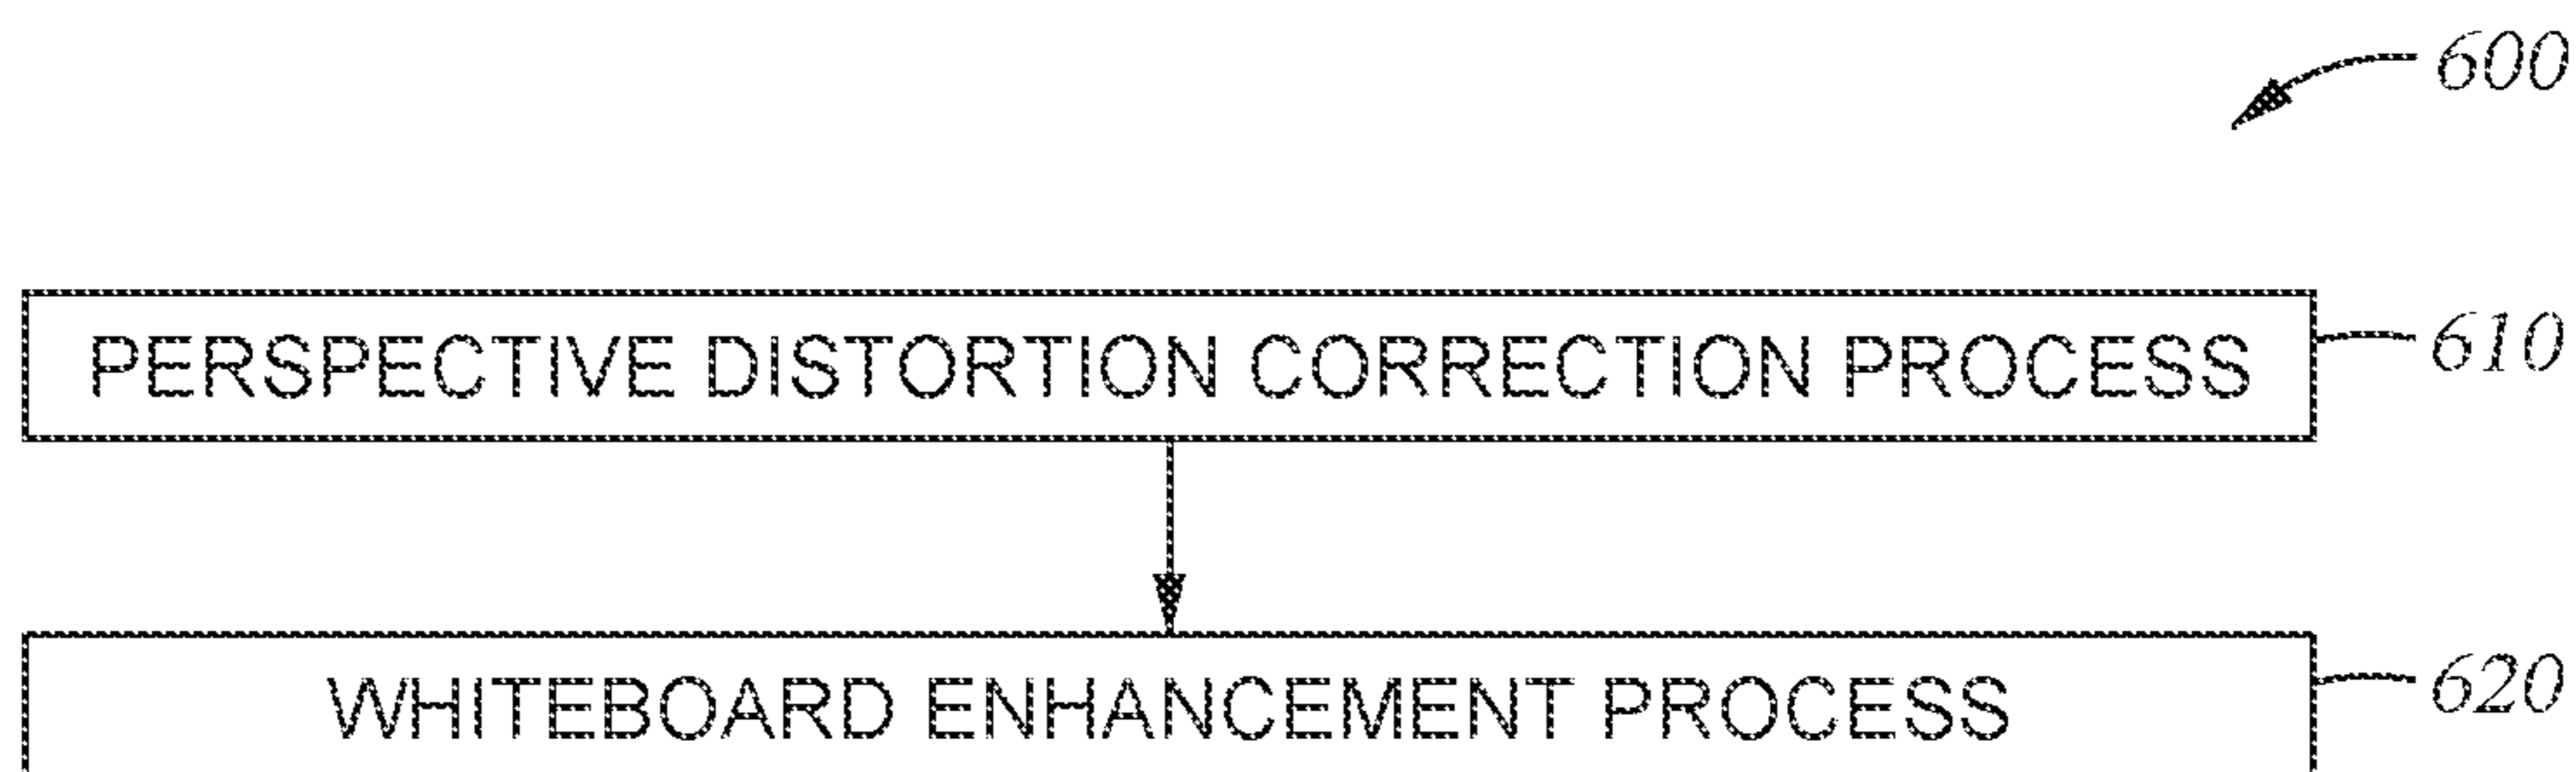 600
PERSPECTIVE DISTORTION CORRECTION PROCESS 610
WHITEBOARD ENHANCEMENT PROCESS 620